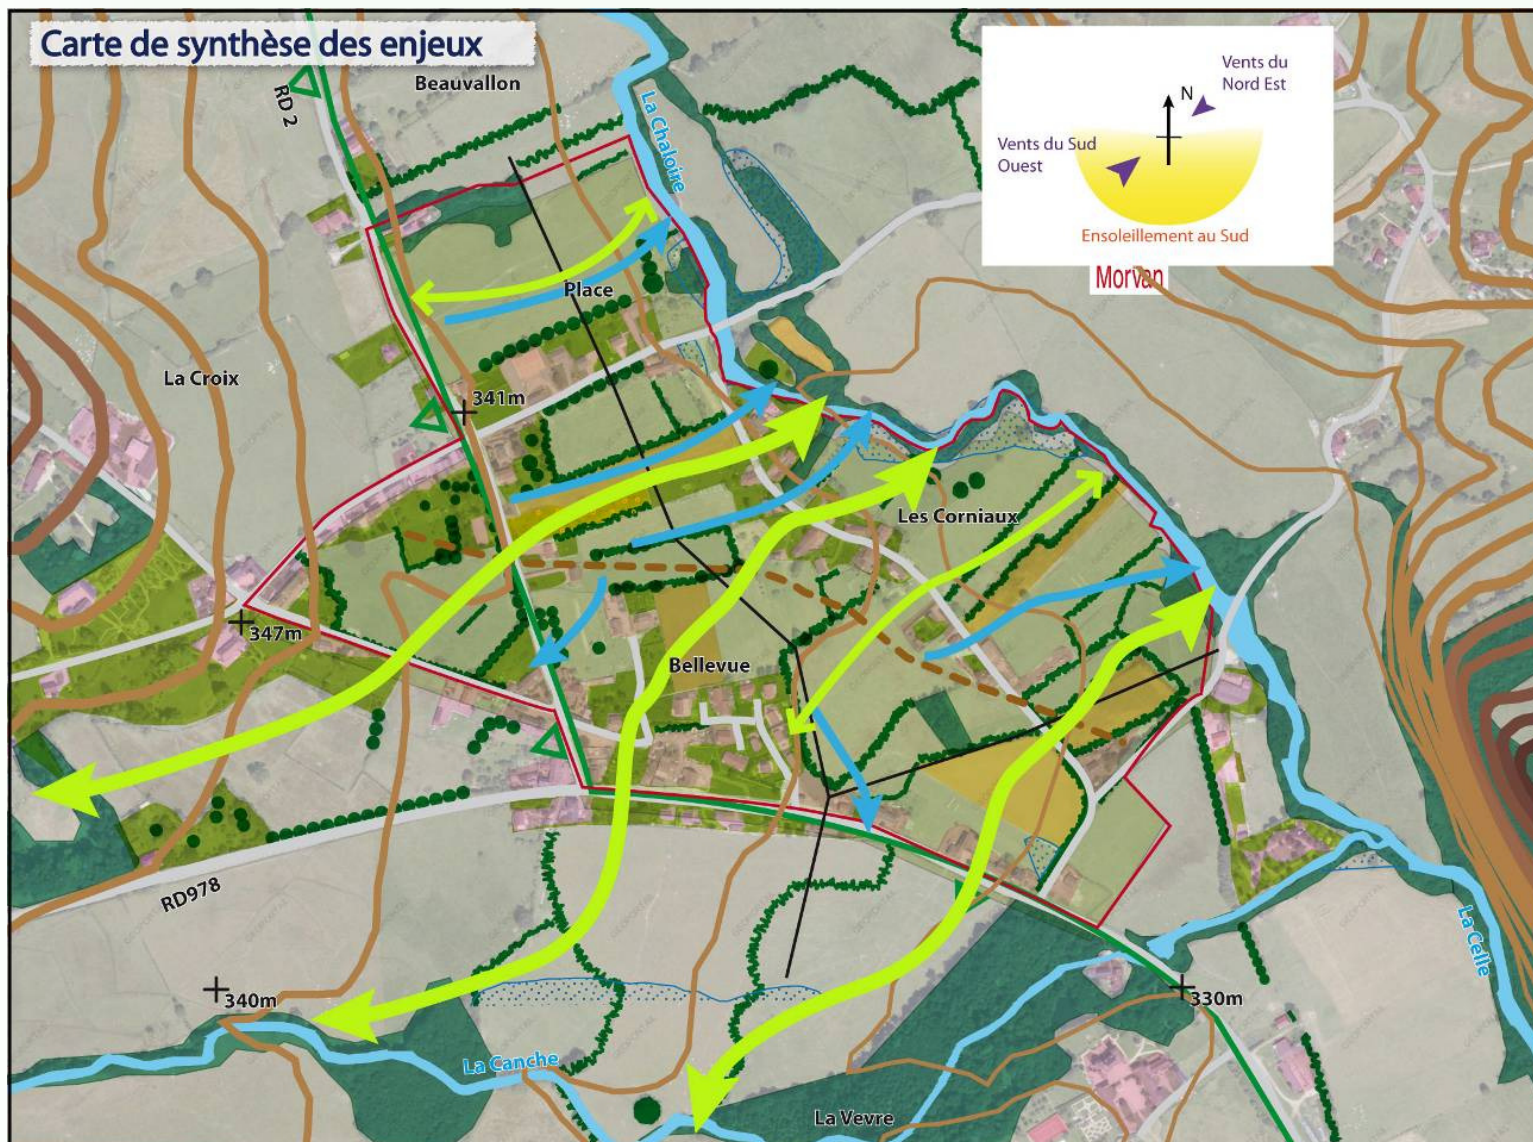 Carte de synthèse des enjeux
Beauvallon
RD 2
La Chaloire
Vents du
Nord Est
N
Vents du Sud
Ouest
Ensoleillement au Sud
Morvan
Place
La Croix
341m
Les Corniaux
347m
Bellevue
RD978
340m
330m
La Celle
La Canche
La Vevre